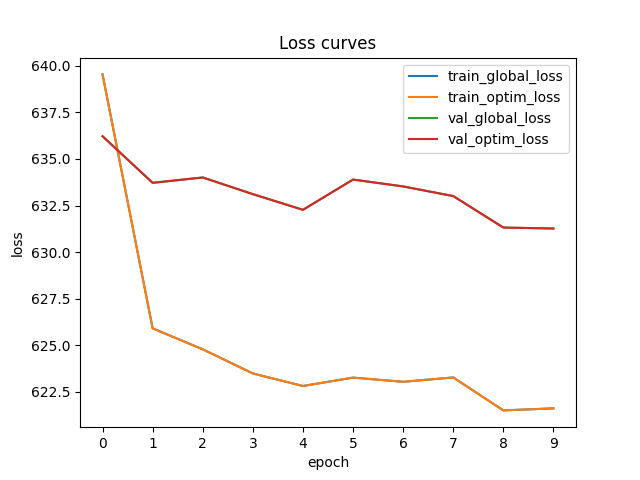 Loss curves
train_global_loss
train_optim_loss
val_global_loss
val_optim_loss
640.0
637.5
635.0
632.5
630.0
627.5
625.0
622.5
loss
0 1 2 3 4 5 6 7 8 9
epoch